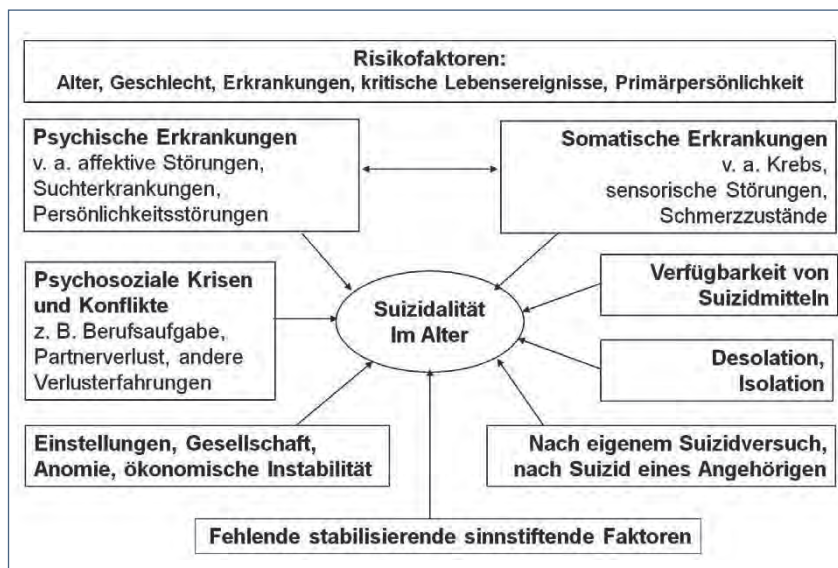 Risikofaktoren:
Alter, Geschlecht, Erkrankungen, kritische Lebensereignisse, Primärpersönlichkeit
Psychische Erkrankungen
v. a. affektive Störungen,
Suchterkrankungen,
Persönlichkeitsstörungen
Somatische Erkrankungen
v. a. Krebs,
sensorische Störungen,
Schmerzzustände
Psychosoziale Krisen
und Konflikte
z. B. Berufsaufgabe,
Partnerverlust, andere
Verlusterfahrungen
Suizidalität
Im Alter
Verfügbarkeit von
Suizidmitteln
Desolation,
Isolation
Einstellungen, Gesellschaft,
Anomie, ökonomische Instabilität
Nach eigenem Suizidversuch,
nach Suizid eines Angehörigen
Fehlende stabilisierende sinnstiftende Faktoren